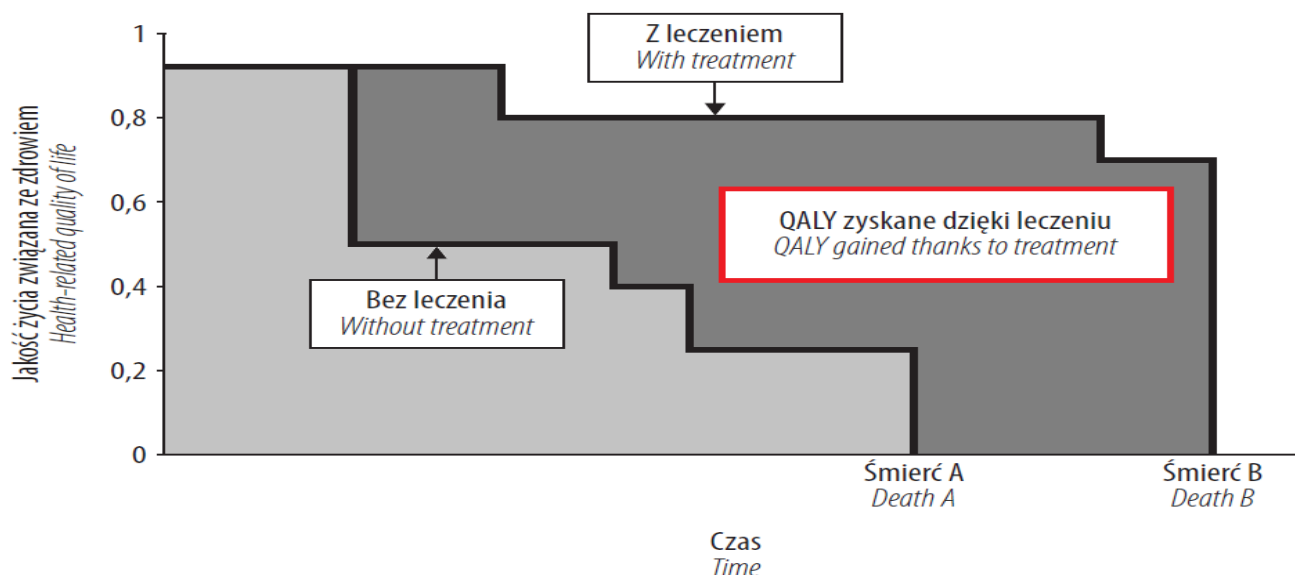 Jakość życia związana ze zdrowiem
Health-related quality of life
1
0,8
0,6
0,4
0,2
0
Z leczeniem
With treatment
QALY zyskane dzięki leczeniu
QALY gained thanks to treatment
Bez leczenia
Without treatment
Śmierć A
Death A
Śmierć B
Death B
Czas
Time